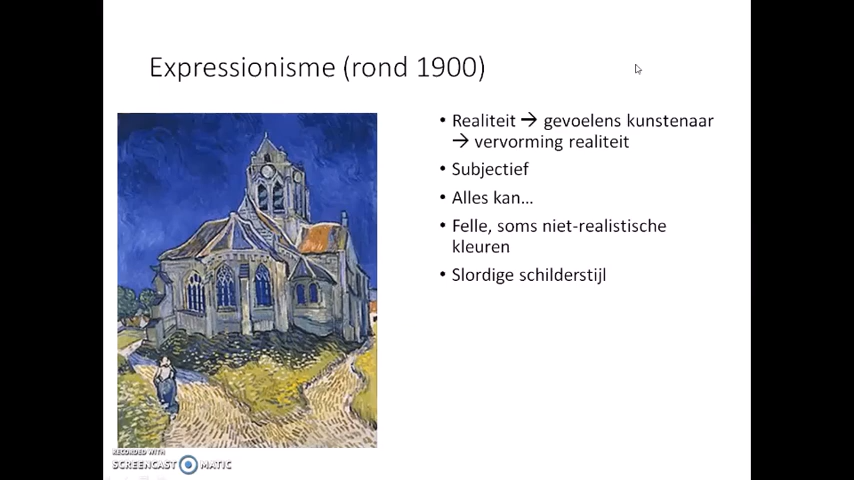 Expressionisme (rond 1900)
• Realiteit → gevoelens kunstenaar
→ vervorming realiteit
• Subjectief
• Alles kan...
• Felle, soms niet-realistische
kleuren
• Slordige schilderstijl
RECORDED WITH
SCREENCAST MATIC